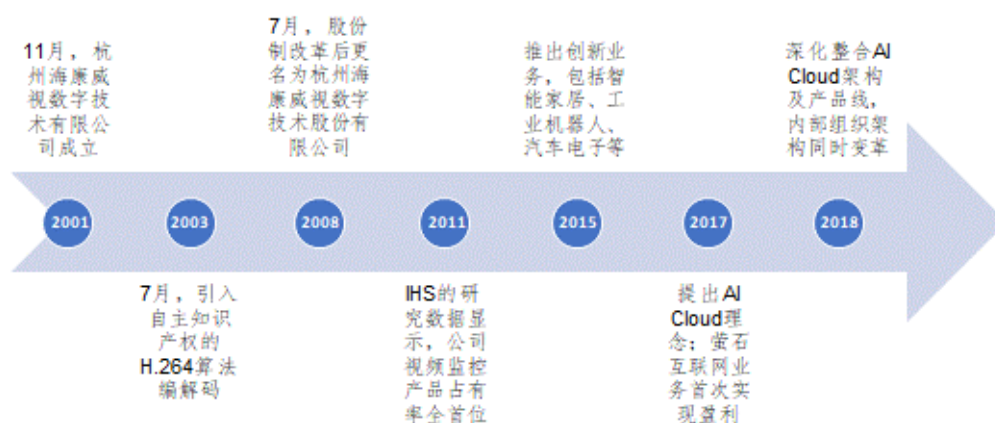 11月，杭
州海康威
视数字技
术有限公
司成立
7月，股份
制改革后更
名为杭州海
康威视数字
技术股份有
限公司
推出创新业
务，包括智
能家居、工
业机器人、
汽车电子等
深化整合AI
Cloud架构
及产品线，
内部组织架
构同时变革
2001
2003
2008
2011
2015
2017
2018
7月，引入
自主知识
产权的
H.264算法
编解码
IHS的研
究数据显
示，公司
视频监控
产品占有
率全首位
提出AI
Cloud理
念；萤石
互联网业
务首次实
现盈利